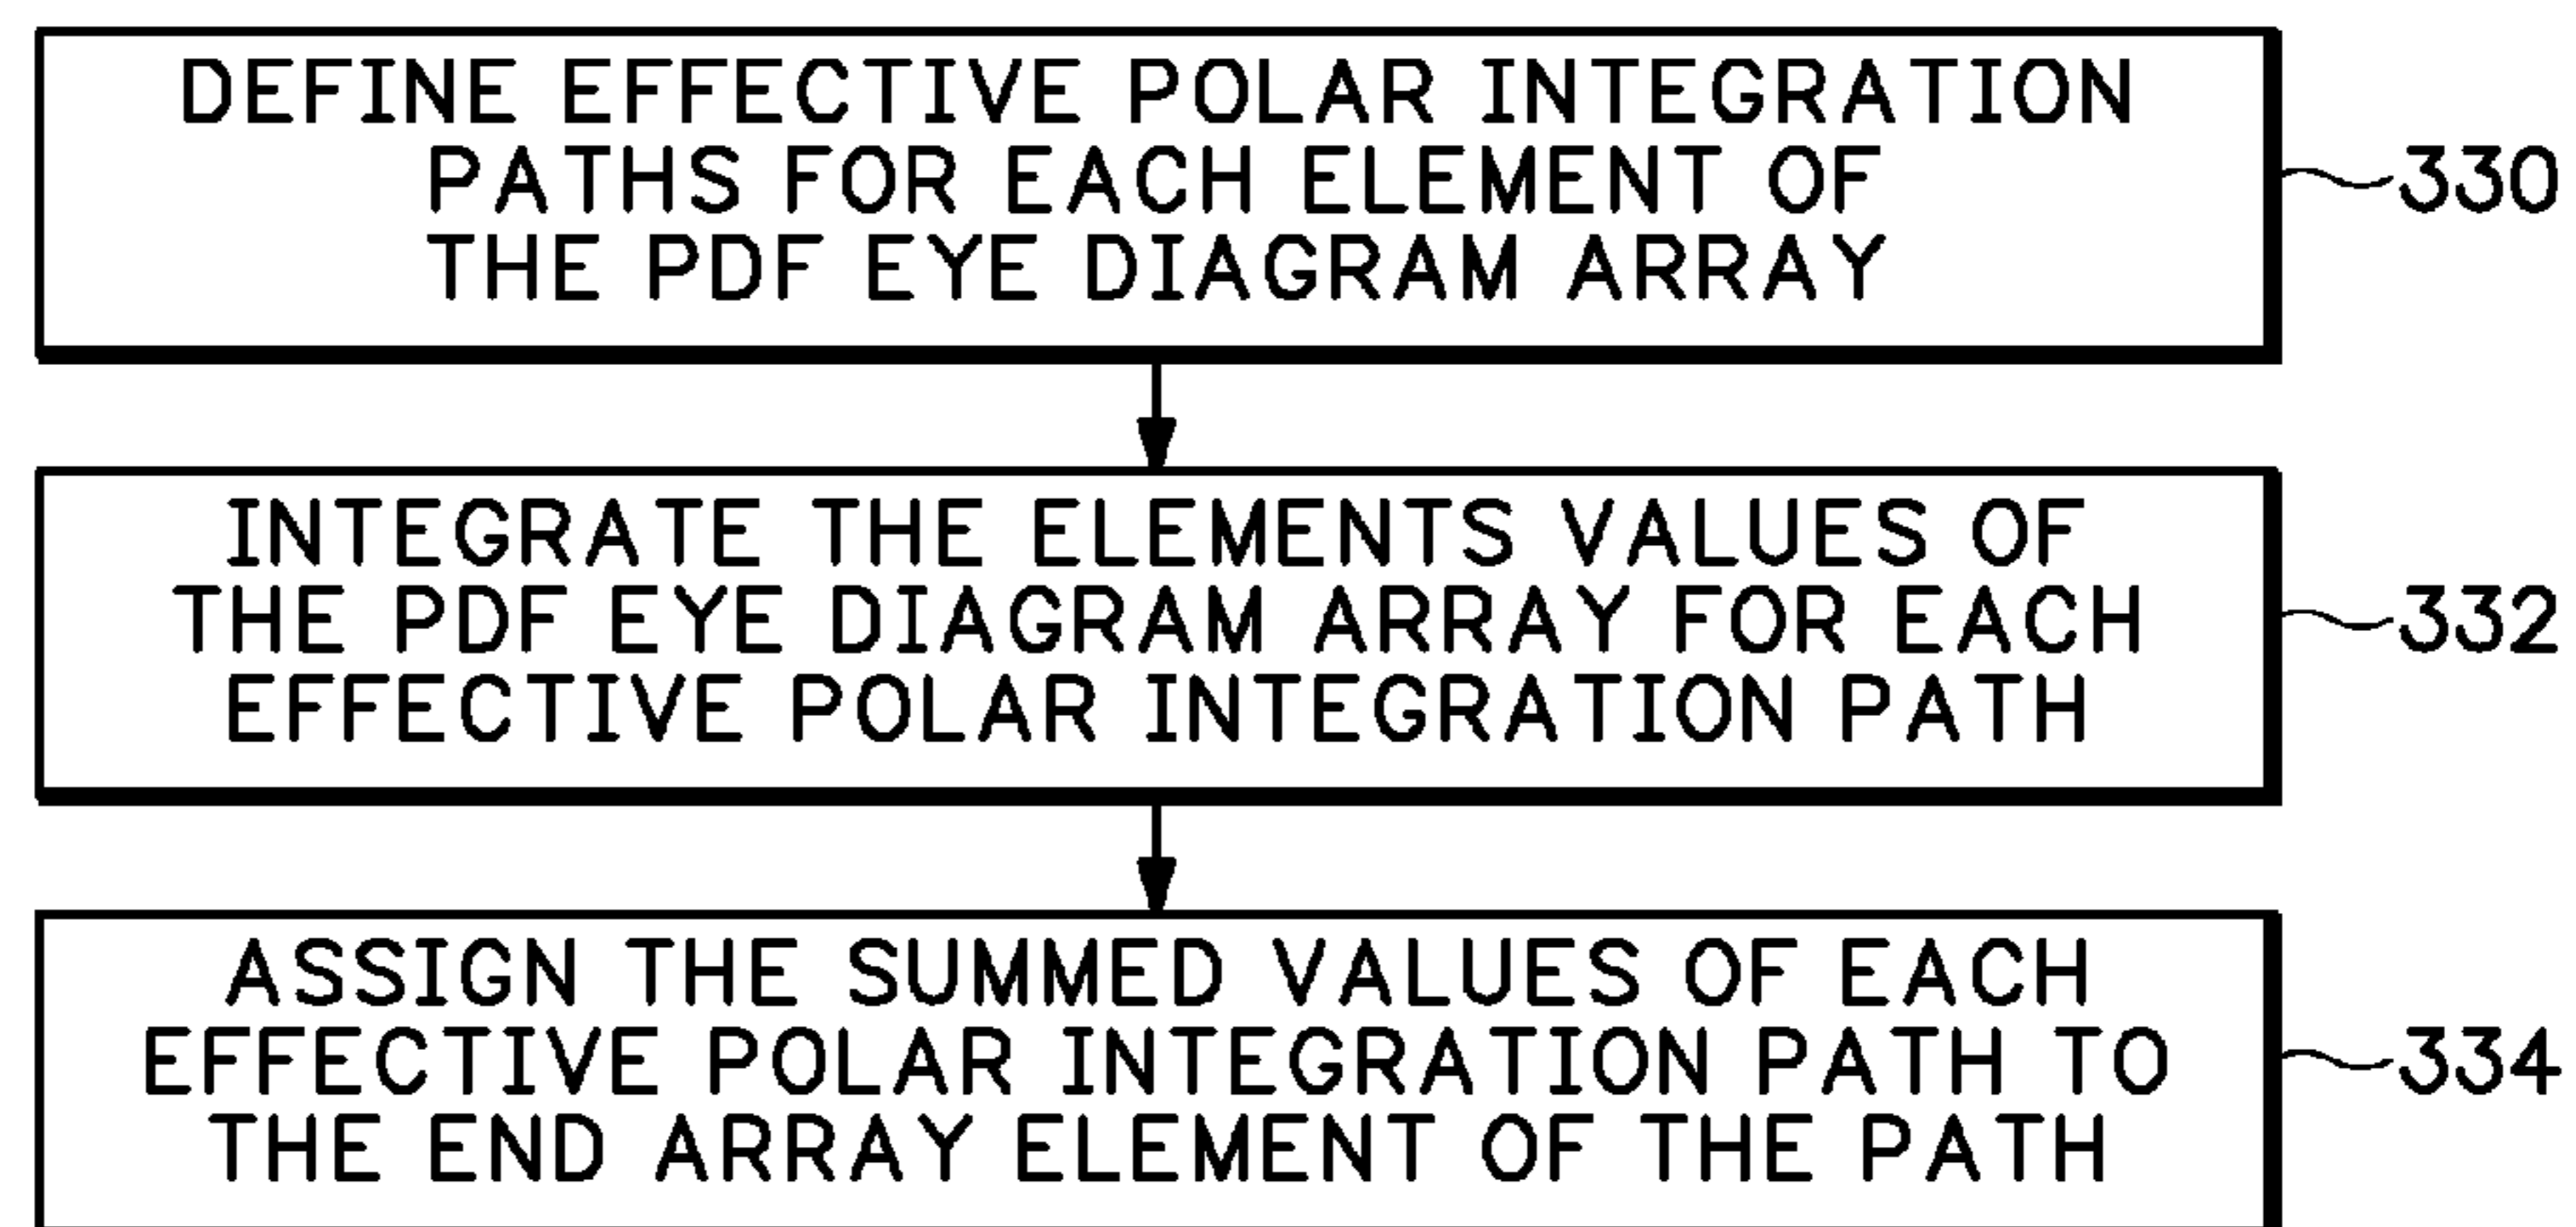 DEFINE EFFECTIVE POLAR INTEGRATION
PATHS FOR EACH ELEMENT OF
THE PDF EYE DIAGRAM ARRAY
330
INTEGRATE THE ELEMENTS VALUES OF
THE PDF EYE DIAGRAM ARRAY FOR EACH
EFFECTIVE POLAR INTEGRATION PATH
332
ASSIGN THE SUMMED VALUES OF EACH
EFFECTIVE POLAR INTEGRATION PATH TO
THE END ARRAY ELEMENT OF THE PATH
334